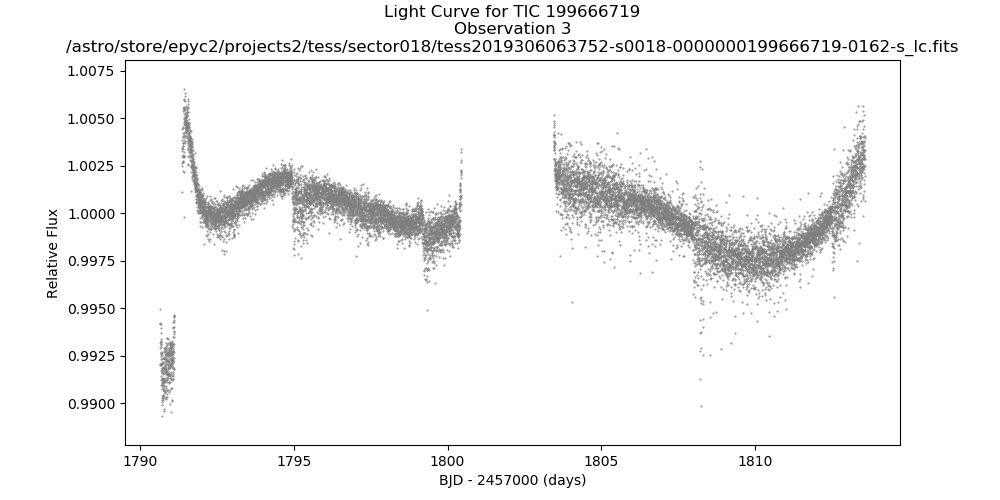 Light Curve for TIC 199666719
Observation 3
/astro/store/epyc2/projects2/tess/sector018/tess2019306063752-s0018-0000000199666719-0162-s_lc.fits
1.0075
1.0050
1.0025
1.0000
0.9975
0.9950
0.9925
0.9900
Relative Flux
1790 1795 1800 1805 1810
BJD - 2457000 (days)